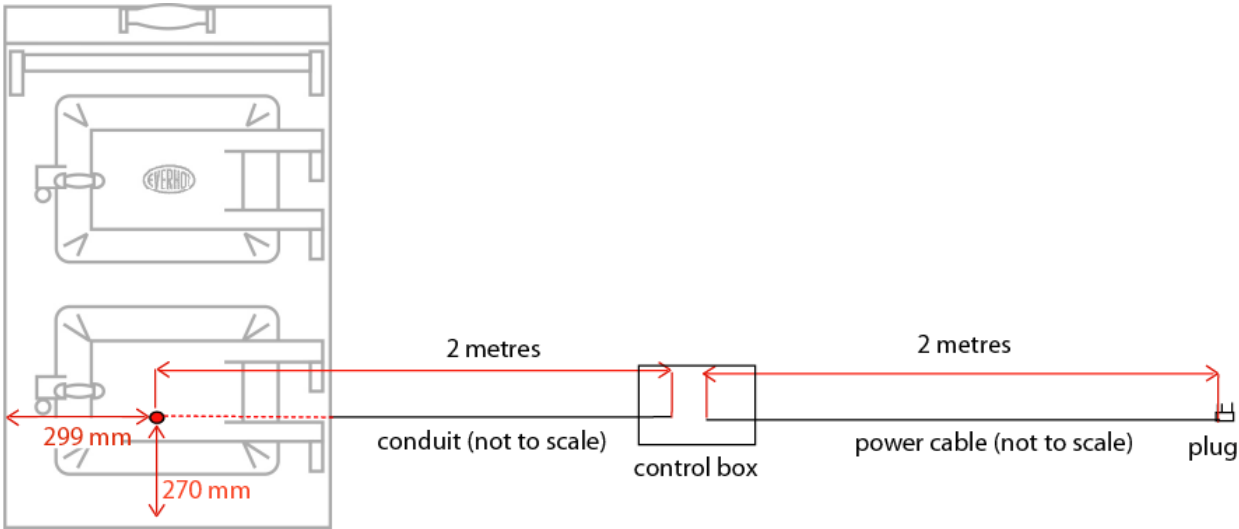 EVERHOT
2 metres
2 metres
299 mm
conduit (not to scale)
power cable (not to scale)
plug
control box
270 mm